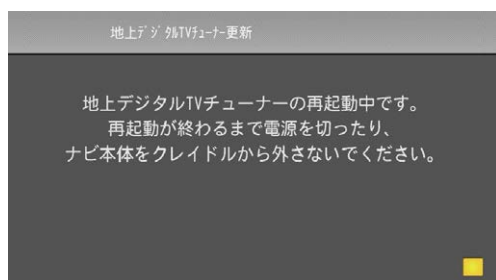 地上ﾃﾞｼﾞﾀﾙTVﾁｭｰﾅｰ更新
地上デジタルTVチューナーの再起動中です。
再起動が終わるまで電源を切ったり、
ナビ本体をクレイドルから外さないでください。